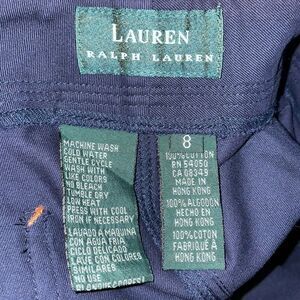 LAUREN
RALPH LAUREN
MACHINE WASH
COLD WATER
GENTLE CYCLE
WASH WITH
LIKE COLORS
NO BLEACH
TUMBLE DRY
LOW HEAT
PRESS WITH COOL
IRON IF NECESSARY
LAVADO A MAQUINA
CON AGUA FRIA
CICLO DELICADO
LAVE CON COLORES
SIMILARES
NO USE
8
100% COTTON
RN 54050
CA 08349
MADE IN
HONG KONG
100% ALGODON
HECHO EN
HONG KONG
100% COTON
FABRIQUÉ À
HONG KONG